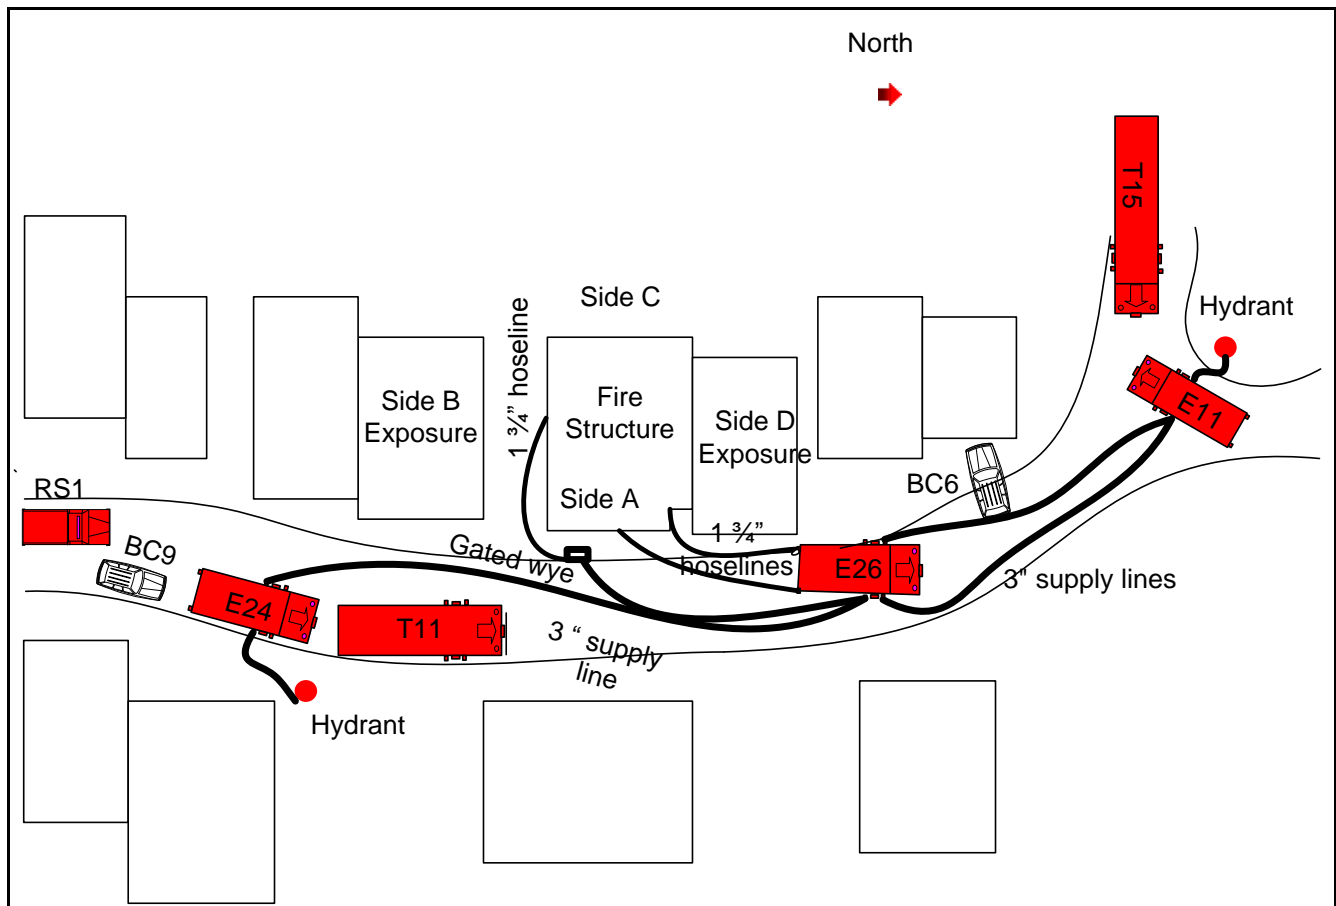 North
T15
Hydrant
Side C
1 ¾” hoseline
Fire
Structure
Side B
Exposure
Side D
Exposure
E11
Side A
BC6
RS1
BC9
Gated wye
1 ¾”
hoselines
E26
3" supply lines
E24
T11
3 “ supply
line
Hydrant